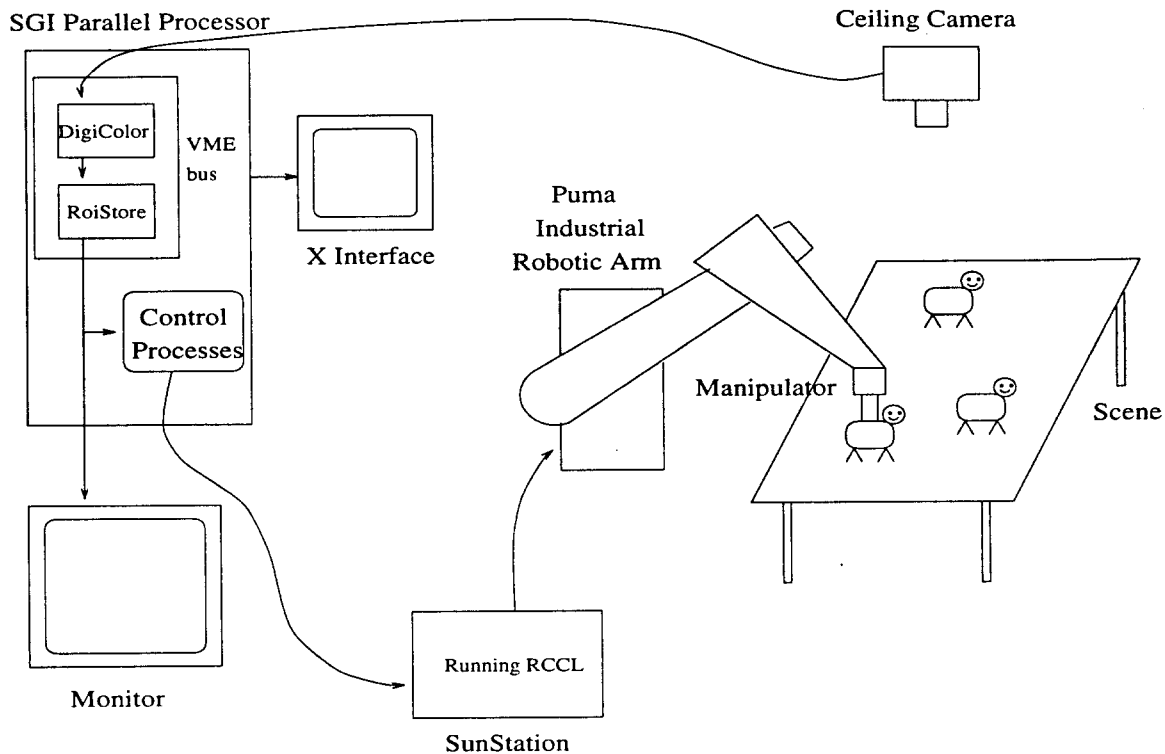 SGI Parallel Processor
Ceiling Camera
DigiColor
VME
bus
RoiStore
X Interface
Puma
Industrial
Robotic Arm
Control
Processes
Manipulator
Scene
Running RCCL
Monitor
SunStation